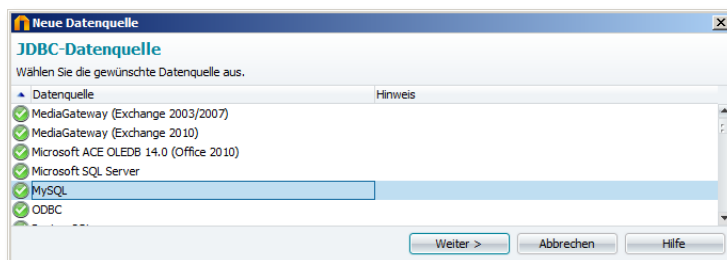 Neue Datenquelle
JDBC-Datenquelle
Wählen Sie die gewünschte Datenquelle aus.
Datenquelle Hinweis
MediaGateway (Exchange 2003/2007)
MediaGateway (Exchange 2010)
Microsoft ACE OLEDB 14.0 (Office 2010)
Microsoft SQL Server
MySQL
ODBC
Weiter > Abbrechen Hilfe